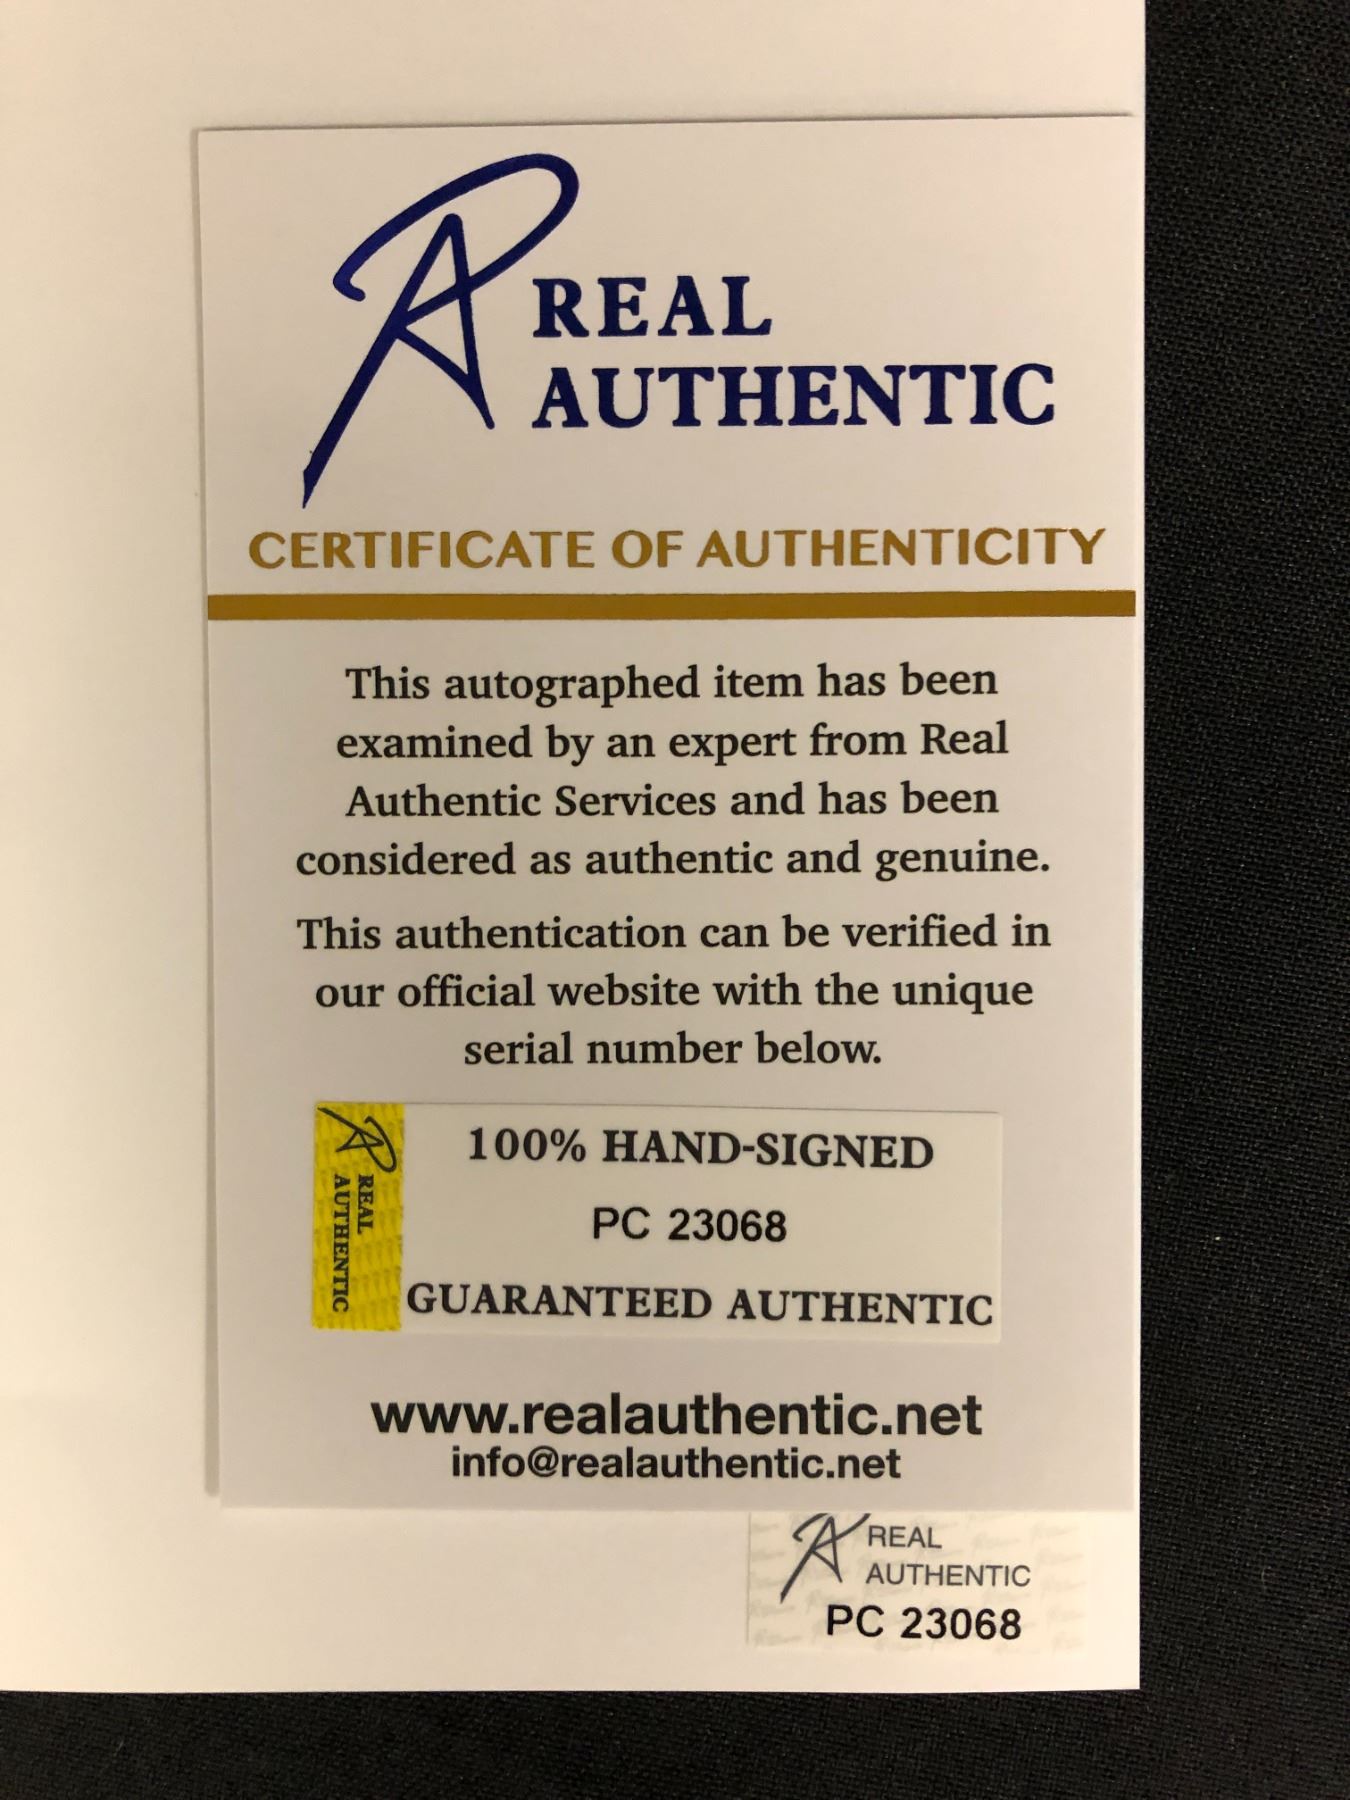 REAL
AUTHENTIC
CERTIFICATE OF AUTHENTICITY
This autographed item has been
examined by an expert from Real
Authentic Services and has been
considered as authentic and genuine.
This authentication can be verified in
our official website with the unique
serial number below.
REAL
AUTHENTIC
100% HAND-SIGNED
PC 23068
GUARANTEED AUTHENTIC
www.realauthentic.net
info@realauthentic.net
REAL
AUTHENTIC
PC 23068